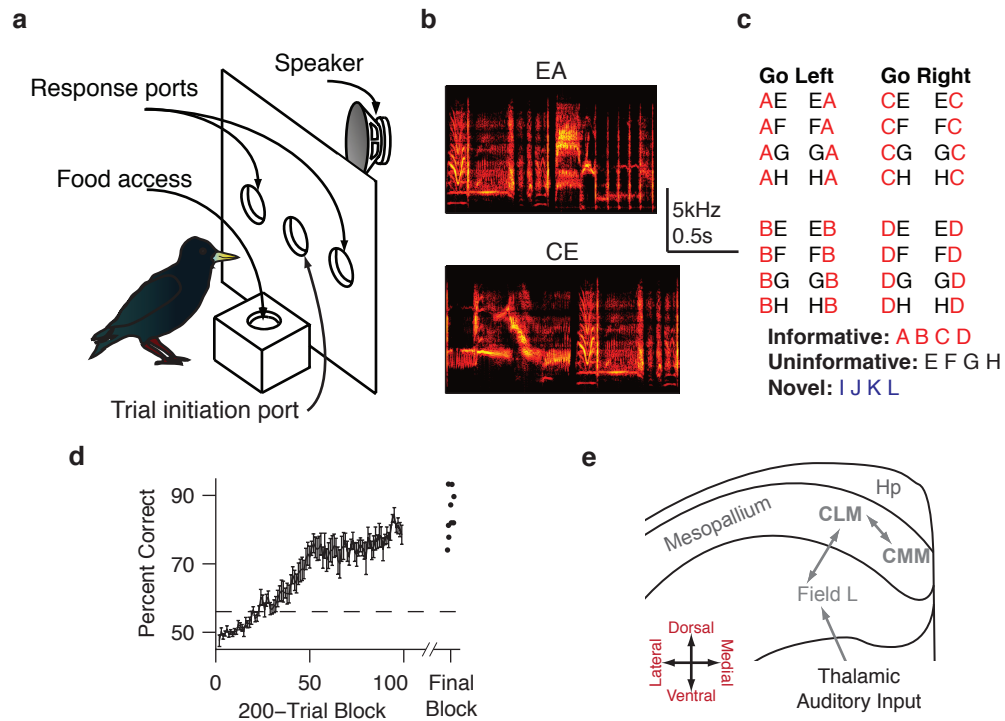 a
Speaker
Response ports
Food access
Trial initiation port
b
EA
5kHz
0.5s
CE
c
Go Left Go Right
AE EA CE EC
AF FA CF FC
AG GA CG GC
AH HA CH HC
BE EB DE ED
BF FB DF FD
BG GB DG GD
BH HB DH HD
Informative: A B C D
Uninformative: E F G H
Novel: I J K L
d
Percent Correct
90
70
50
0 50 100 Final
Block
200−Trial Block
e
Hp
Mesopallium
CLM
CMM
Field L
Dorsal
Lateral
Medial
Ventral
Thalamic
Auditory Input